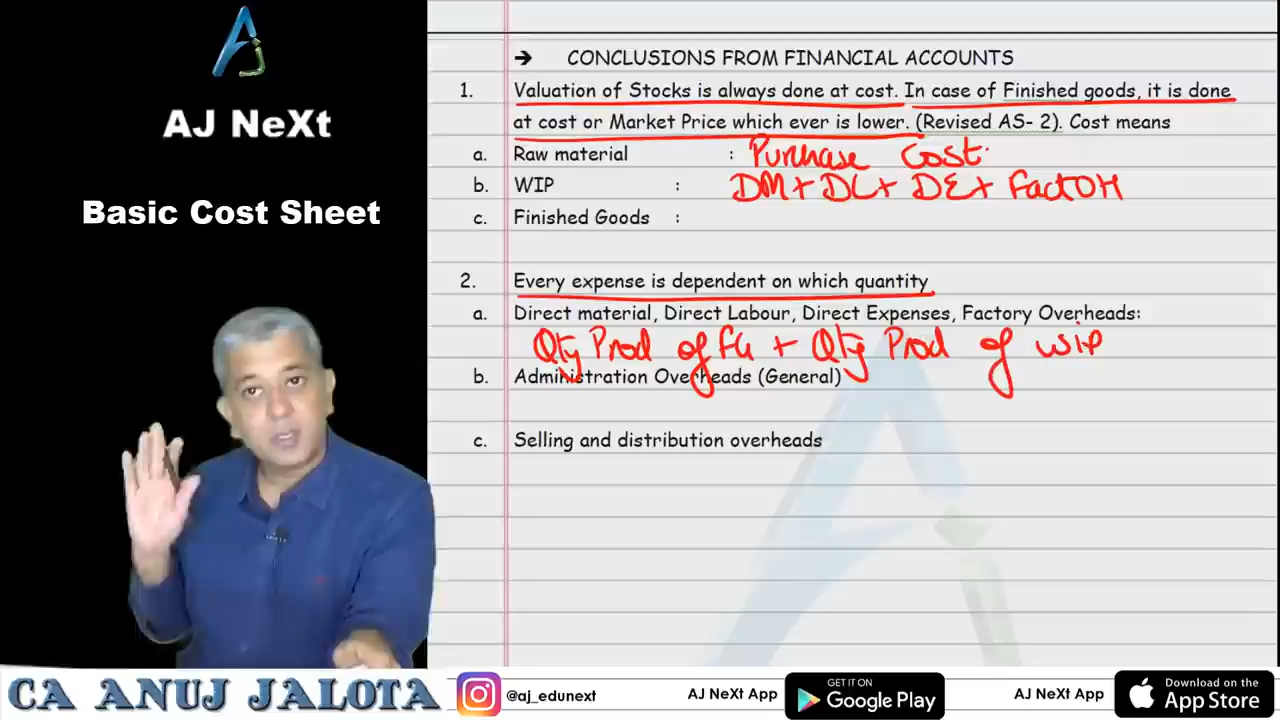 AJ NeXt
Basic Cost Sheet
→ CONCLUSIONS FROM FINANCIAL ACCOUNTS
1. Valuation of Stocks is always done at cost. In case of Finished goods, it is done
at cost or Market Price which ever is lower. (Revised AS- 2). Cost means
a. Raw material : Purchase Cost.
b. WIP : DM + DL + DE + FactOH
c. Finished Goods :
2. Every expense is dependent on which quantity
a. Direct material, Direct Labour, Direct Expenses, Factory Overheads:
Qty Prod of FG + Qty Prod of WIP
b. Administration Overheads (General)
c. Selling and distribution overheads
CA ANUJ JALOTA
@aj_edunext
AJ NeXt App
GET IT ON
Google Play
AJ NeXt App
Download on the
App Store